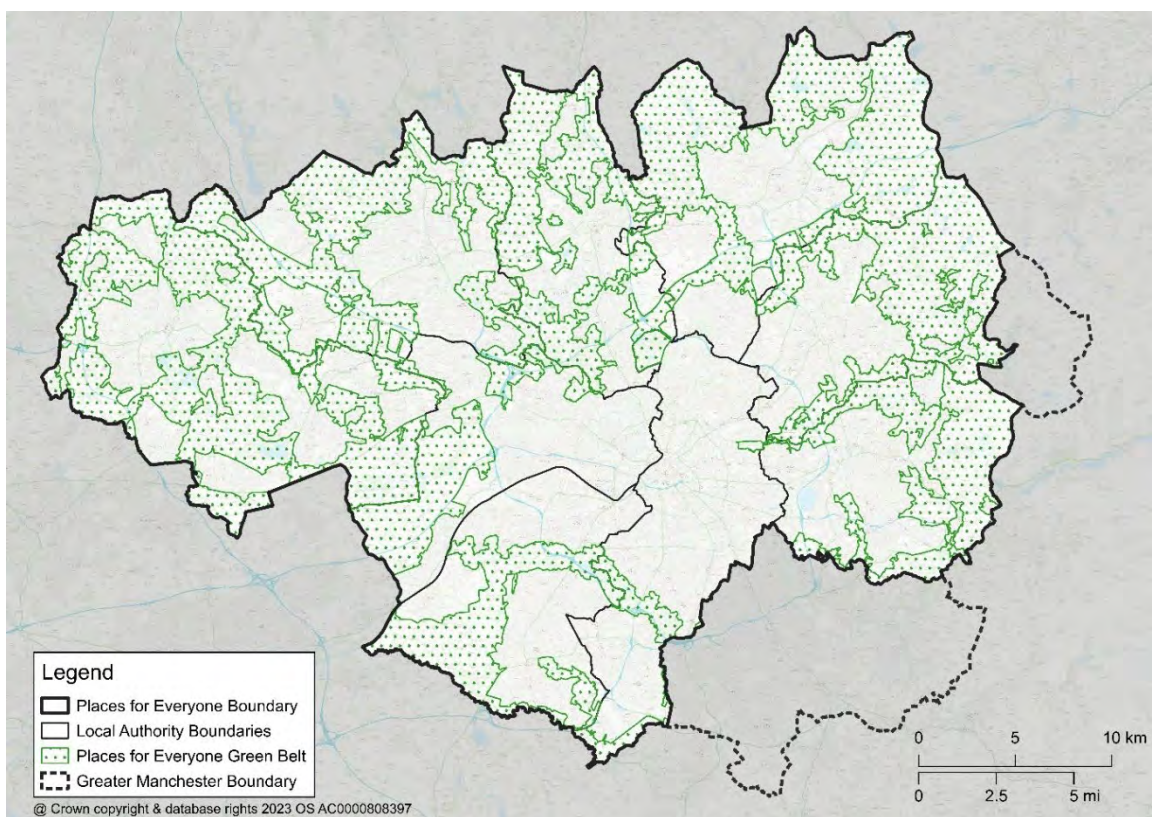 Legend
Places for Everyone Boundary
Local Authority Boundaries
Places for Everyone Green Belt
Greater Manchester Boundary
0 5 10 km
0 2.5 5 mi
@ Crown copyright & database rights 2023 OS AC0000808397